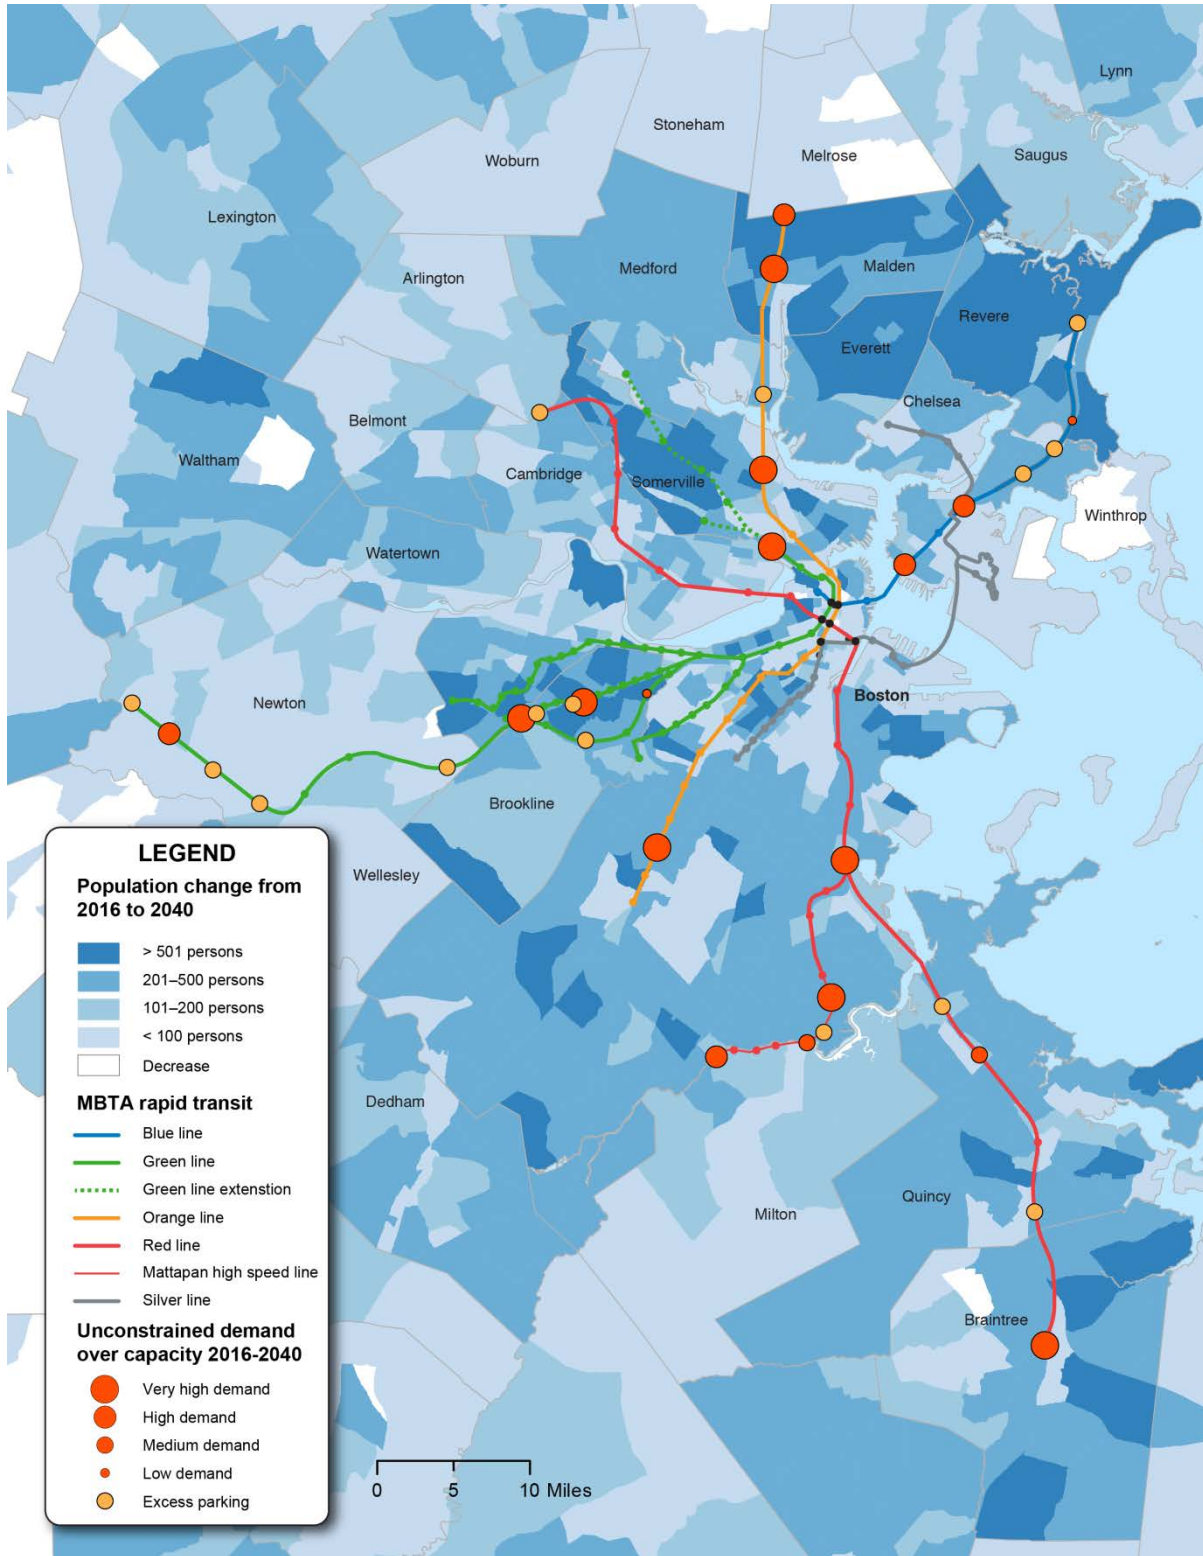 Lynn
Stoneham
Woburn
Melrose
Saugus
Lexington
Medford
Malden
Arlington
Revere
Everett
Chelsea
Belmont
Waltham
Cambridge
Somerville
Winthrop
Watertown
Newton
Boston
Brookline
Wellesley
Dedham
Quincy
Milton
Braintree
LEGEND
Population change from
2016 to 2040
> 501 persons
201–500 persons
101–200 persons
< 100 persons
Decrease
MBTA rapid transit
Blue line
Green line
Green line extenstion
Orange line
Red line
Mattapan high speed line
Silver line
Unconstrained demand
over capacity 2016-2040
Very high demand
High demand
Medium demand
Low demand
Excess parking
0 5 10 Miles